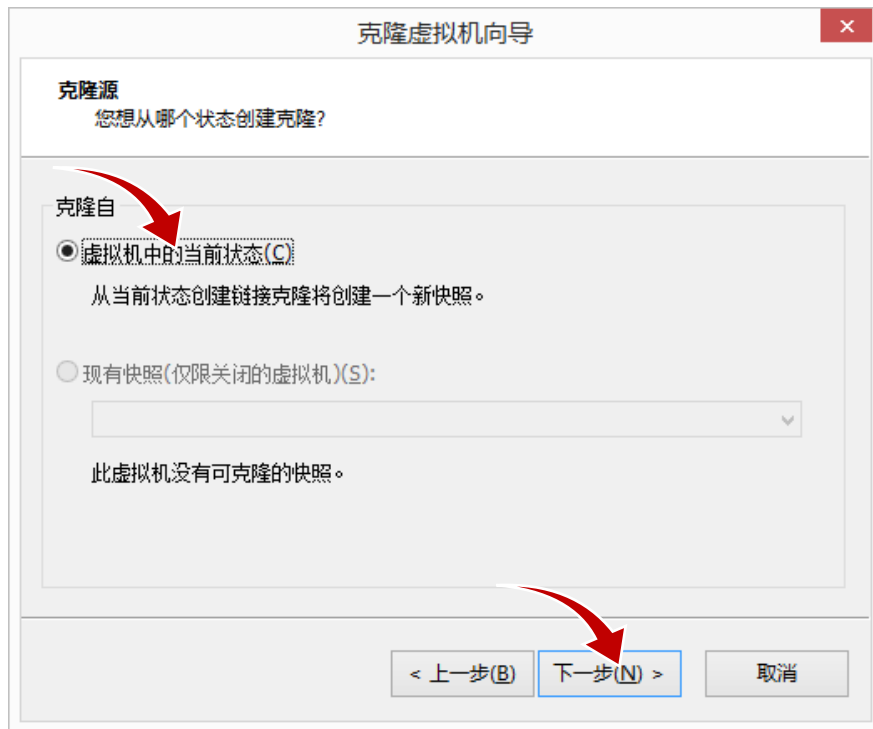 克隆虚拟机向导
克隆源
您想从哪个状态创建克隆?
克隆自
虚拟机中的当前状态(C)
从当前状态创建链接克隆将创建一个新快照。
现有快照(仅限关闭的虚拟机)(S):
此虚拟机没有可克隆的快照。
< 上一步(B) 下一步(N) > 取消